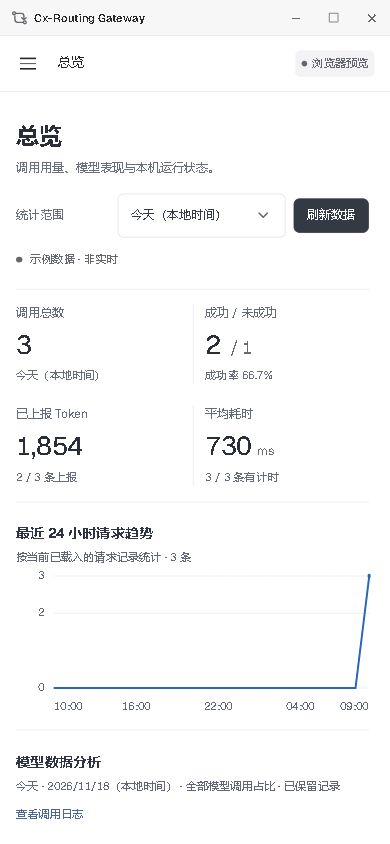 Cx-Routing Gateway
总览
浏览器预览
总览
调用用量、模型表现与本机运行状态。
统计范围
今天（本地时间）
刷新数据
示例数据 · 非实时
调用总数
3
今天（本地时间）
成功 / 未成功
2 / 1
成功率 66.7%
已上报 Token
1,854
2 / 3 条上报
平均耗时
730 ms
3 / 3 条有计时
最近 24 小时请求趋势
按当前已载入的请求记录统计 · 3 条
3
2
0
10:00 16:00 22:00 04:00 09:00
模型数据分析
今天 · 2026/11/18（本地时间） · 全部模型调用占比 · 已保留记录
查看调用日志